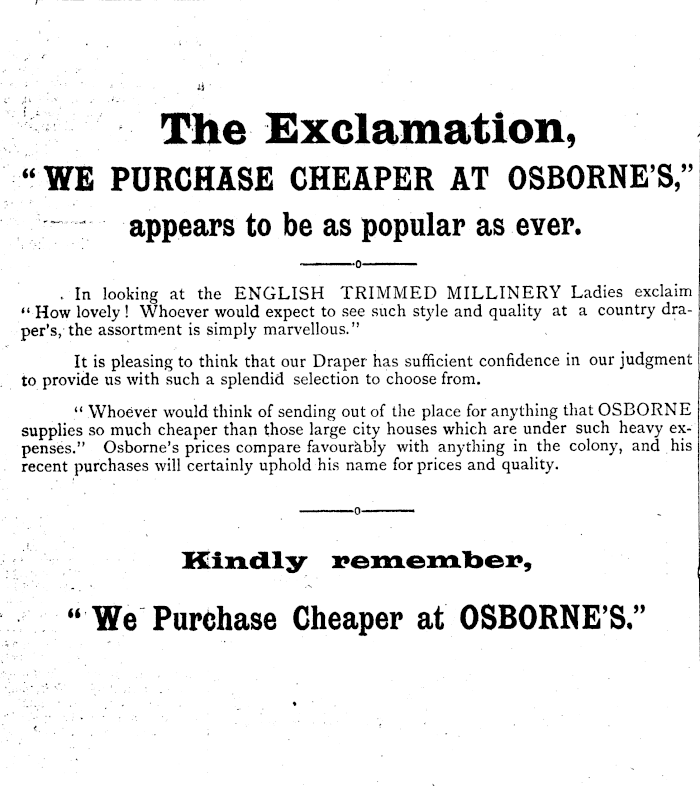 The Exclamation,
“WE PURCHASE CHEAPER AT OSBORNE'S,”
appears to be as popular as ever.
In looking at the ENGLISH TRIMMED MILLINERY Ladies exclaim
“How lovely! Whoever would expect to see such style and quality at a country dra-
per's, the assortment is simply marvellous.”
It is pleasing to think that our Draper has sufficient confidence in our judgment
to provide us with such a splendid selection to choose from.
“Whoever would think of sending out of the place for anything that OSBORNE
supplies so much cheaper than those large city houses which are under such heavy ex-
penses.” Osborne's prices compare favourably with anything in the colony, and his
recent purchases will certainly uphold his name for prices and quality.
Kindly remember,
“We Purchase Cheaper at OSBORNE'S.”